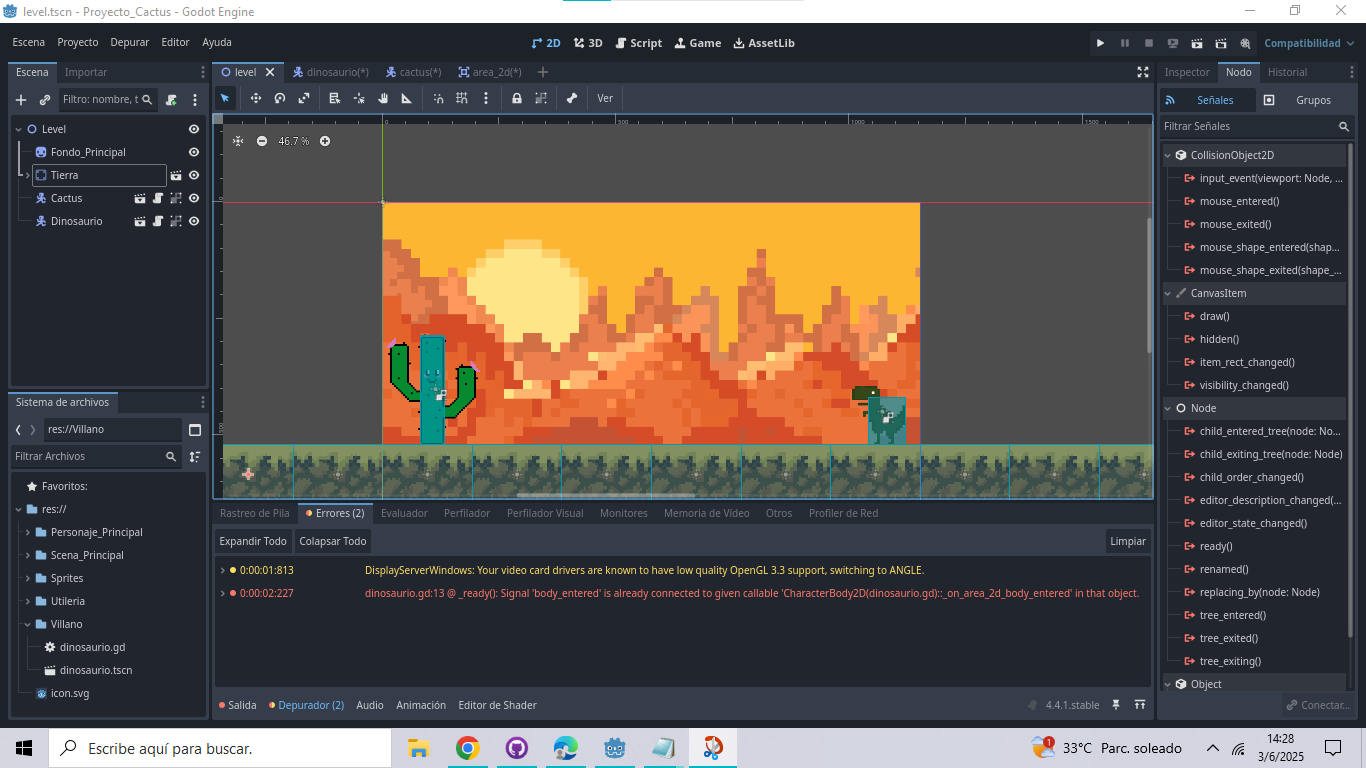 level.tscn - Proyecto_Cactus - Godot Engine
Escena Proyecto Depurar Editor Ayuda
2D 3D Script Game AssetLib
Compatibilidad
Escena Importar
level dinosaurio(*) cactus(*) area_2d(*)
Inspector Nodo Historial
Filtro: nombre, t
Ver
Señales Grupos
Filtrar Señales
Level
Fondo_Principal
Tierra
Cactus
Dinosaurio
46.7 %
0 500 1000 1500
0
500
CollisionObject2D
input_event(viewport: Node, ...
mouse_entered()
mouse_exited()
mouse_shape_entered(shap...
mouse_shape_exited(shape_...
CanvasItem
draw()
hidden()
item_rect_changed()
visibility_changed()
Node
child_entered_tree(node: No...
child_exiting_tree(node: Node)
child_order_changed()
editor_description_changed(...
editor_state_changed()
ready()
renamed()
replacing_by(node: Node)
tree_entered()
tree_exited()
tree_exiting()
Object
Conectar...
Sistema de archivos
res://Villano
Filtrar Archivos
Favoritos:
res://
Personaje_Principal
Scena_Principal
Sprites
Utileria
Villano
dinosaurio.gd
dinosaurio.tscn
icon.svg
Rastreo de Pila Errores (2) Evaluador Perfilador Perfilador Visual Monitores Memoria de Vídeo Otros Profiler de Red
Expandir Todo Colapsar Todo Limpiar
0:00:01:813 DisplayServerWindows: Your video card drivers are known to have low quality OpenGL 3.3 support, switching to ANGLE.
0:00:02:227 dinosaurio.gd:13 @ _ready(): Signal 'body_entered' is already connected to given callable 'CharacterBody2D(dinosaurio.gd)::_on_area_2d_body_entered' in that object.
Salida Depurador (2) Audio Animación Editor de Shader
4.4.1.stable
Escribe aquí para buscar.
1
33°C Parc. soleado
14:28
3/6/2025